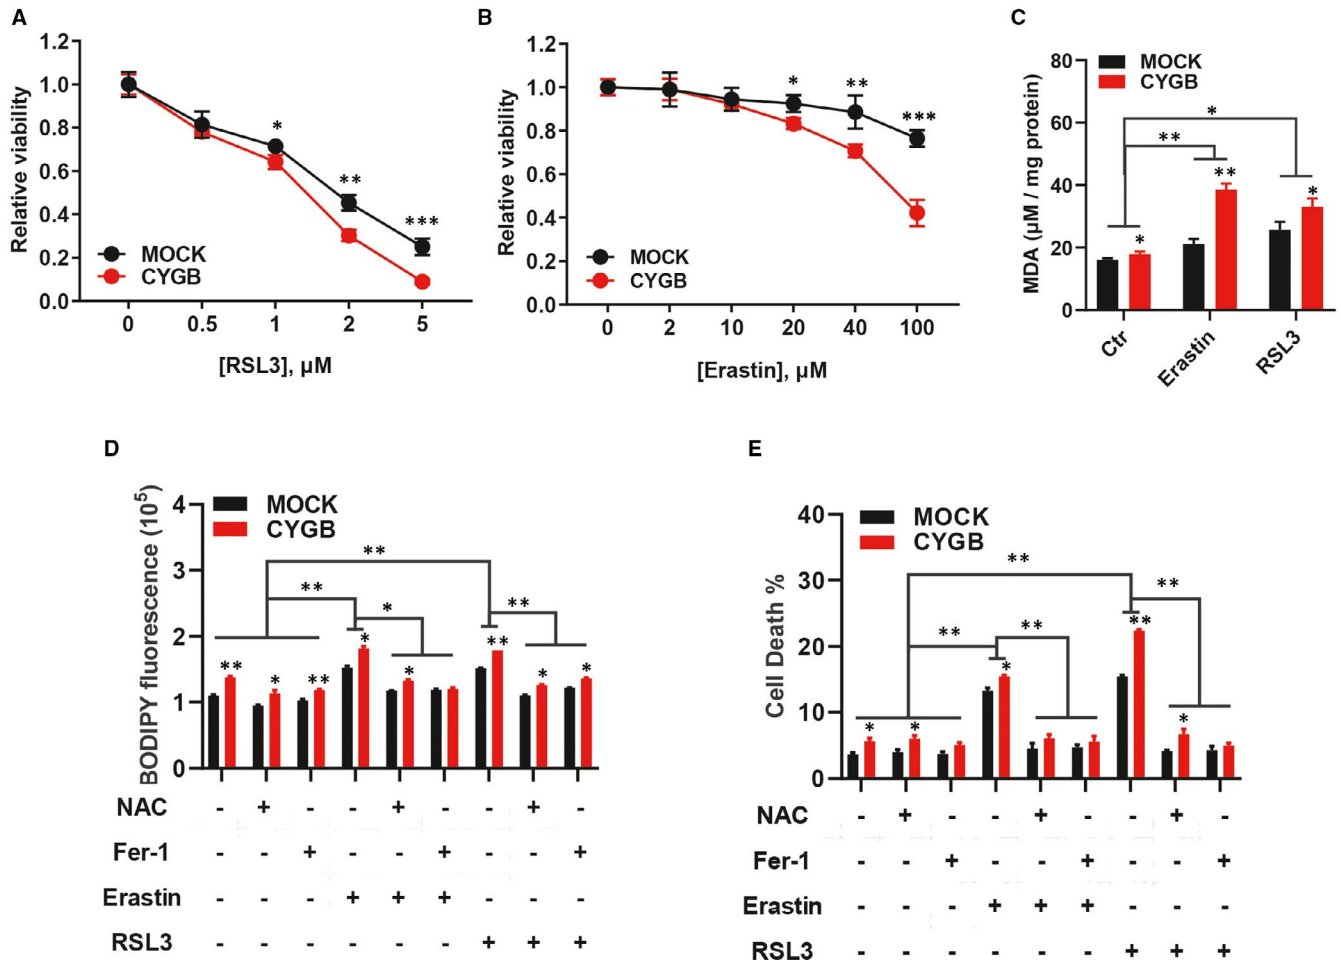 A
Relative viability
1.2
1.0
0.8
0.6
0.4
0.2
0.0
*
**
***
MOCK
CYGB
0 0.5 1 2 5
[RSL3], μM
B
Relative viability
1.2
1.0
0.8
0.6
0.4
0.2
0.0
*
**
***
MOCK
CYGB
0 2 10 20 40 100
[Erastin], μM
C
MDA (μM / mg protein)
80
60
40
20
0
MOCK
CYGB
*
**
**
*
*
Ctr
Erastin
RSL3
D
BODIPY fluorescence (10⁵)
4
3
2
1
0
MOCK
CYGB
**
**
*
**
** * ** * * ** * *
NAC - + - - + - - + -
Fer-1 - - + - - + - - +
Erastin - - - + + + - - -
RSL3 - - - - - - + + +
E
Cell Death %
40
30
20
10
0
MOCK
CYGB
**
**
** **
* * * ** *
NAC - + - - + - - + -
Fer-1 - - + - - + - - +
Erastin - - - + + + - - -
RSL3 - - - - - - + + +